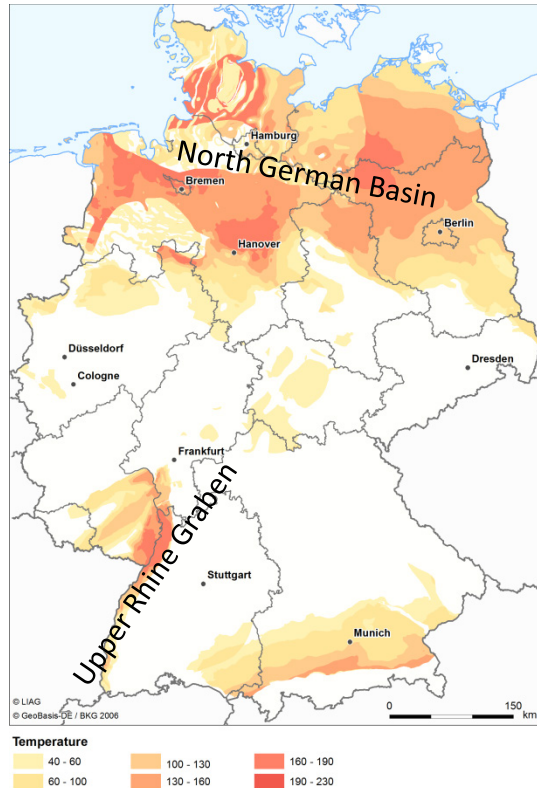 Hamburg
North German Basin
Bremen
Berlin
Hanover
Düsseldorf
Dresden
Cologne
Frankfurt
Upper Rhine Graben
Stuttgart
Munich
© LIAG
© GeoBasis-DE / BKG 2006
0 150
km
Temperature
40 - 60 100 - 130 160 - 190
60 - 100 130 - 160 190 - 230